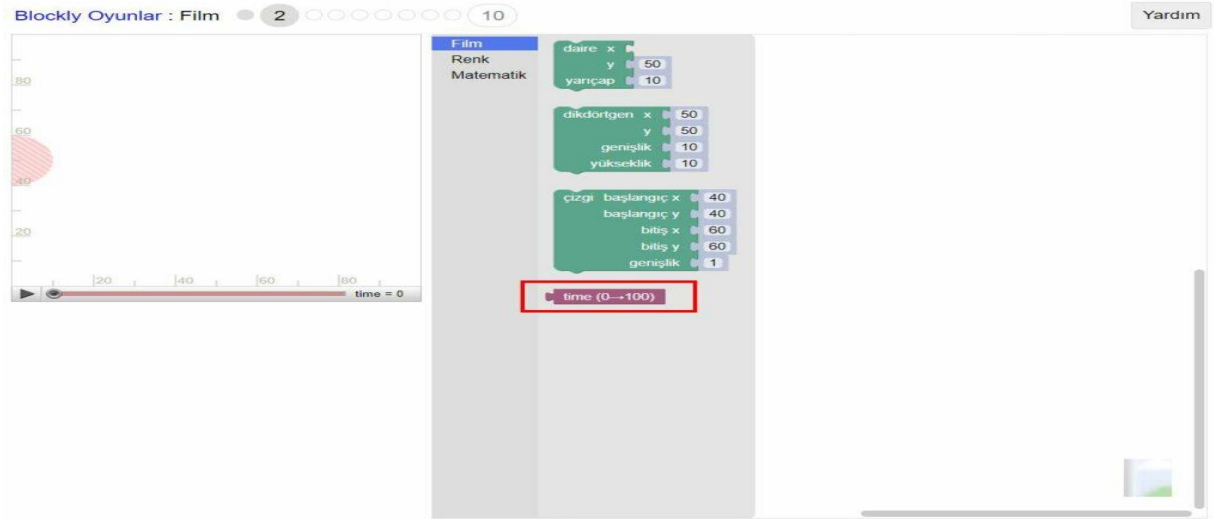 Blockly Oyunlar : Film 2 10 Yardım
80
60
40
20
20 40 60 80
time = 0
Film
Renk
Matematik
daire x
y 50
yarıçap 10
dikdörtgen x 50
y 50
genişlik 10
yükseklik 10
çizgi başlangıç x 40
başlangıç y 40
bitiş x 60
bitiş y 60
genişlik 1
time (0→100)